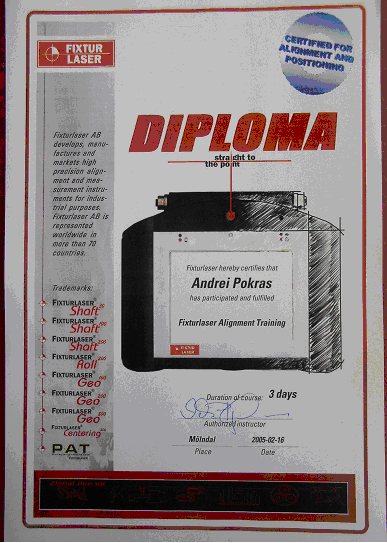 FIXTUR
LASER
CERTIFIED FOR
ALIGNMENT AND
POSITIONING
DIPLOMA
straight to
the point
Fixturlaser AB
develops, manu-
factures and
markets high
precision align-
ment and mea-
surement instru-
ments for indus-
trial purposes.
Fixturlaser AB is
represented
worldwide in
more than 70
countries.
Fixturlaser hereby certifies that
Andrei Pokras
has participated and fulfilled
Fixturlaser Alignment Training
FIXTUR
LASER
Trademarks:
FIXTURLASER®
Shaft
FIXTURLASER®
Shaft
FIXTURLASER®
Shaft
FIXTURLASER®
Roll
FIXTURLASER®
Geo
FIXTURLASER®
Geo
FIXTURLASER®
Geo
FIXTURLASER®
Centering
PAT
Duration of course: 3 days
Authorized instructor
Mölndal 2005-02-16
Place Date